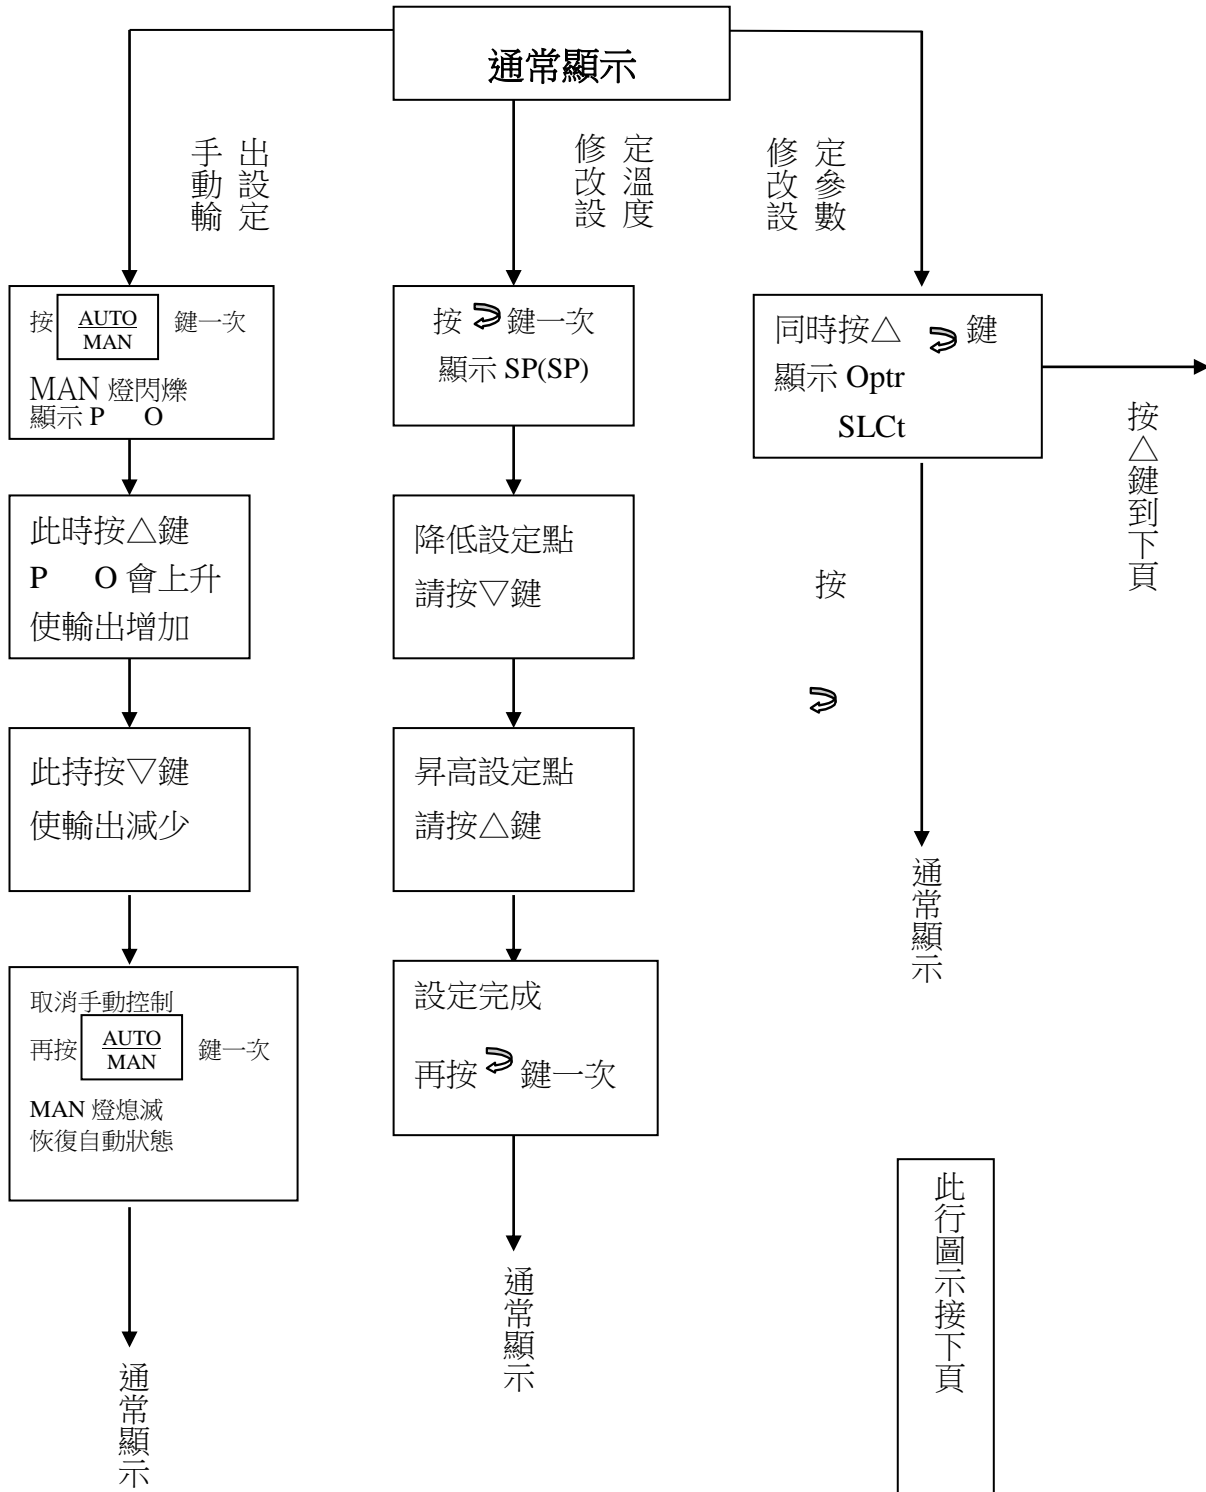 通常顯示
手動輸
出設定
修改設
定溫度
修改設
定參數
按 AUTO 鍵一次
MAN
MAN 燈閃爍
顯示 P O
此時按△鍵
P O 會上升
使輸出增加
此持按▽鍵
使輸出減少
取消手動控制
再按 AUTO 鍵一次
MAN
MAN 燈熄滅
恢復自動狀態
通常顯示
按 鍵一次
顯示 SP(SP)
降低設定點
請按▽鍵
昇高設定點
請按△鍵
設定完成
再按 鍵一次
通常顯示
同時按△ 鍵
顯示 Optr
SLCt
按
通常顯示
按△鍵到下頁
此行圖示接下頁